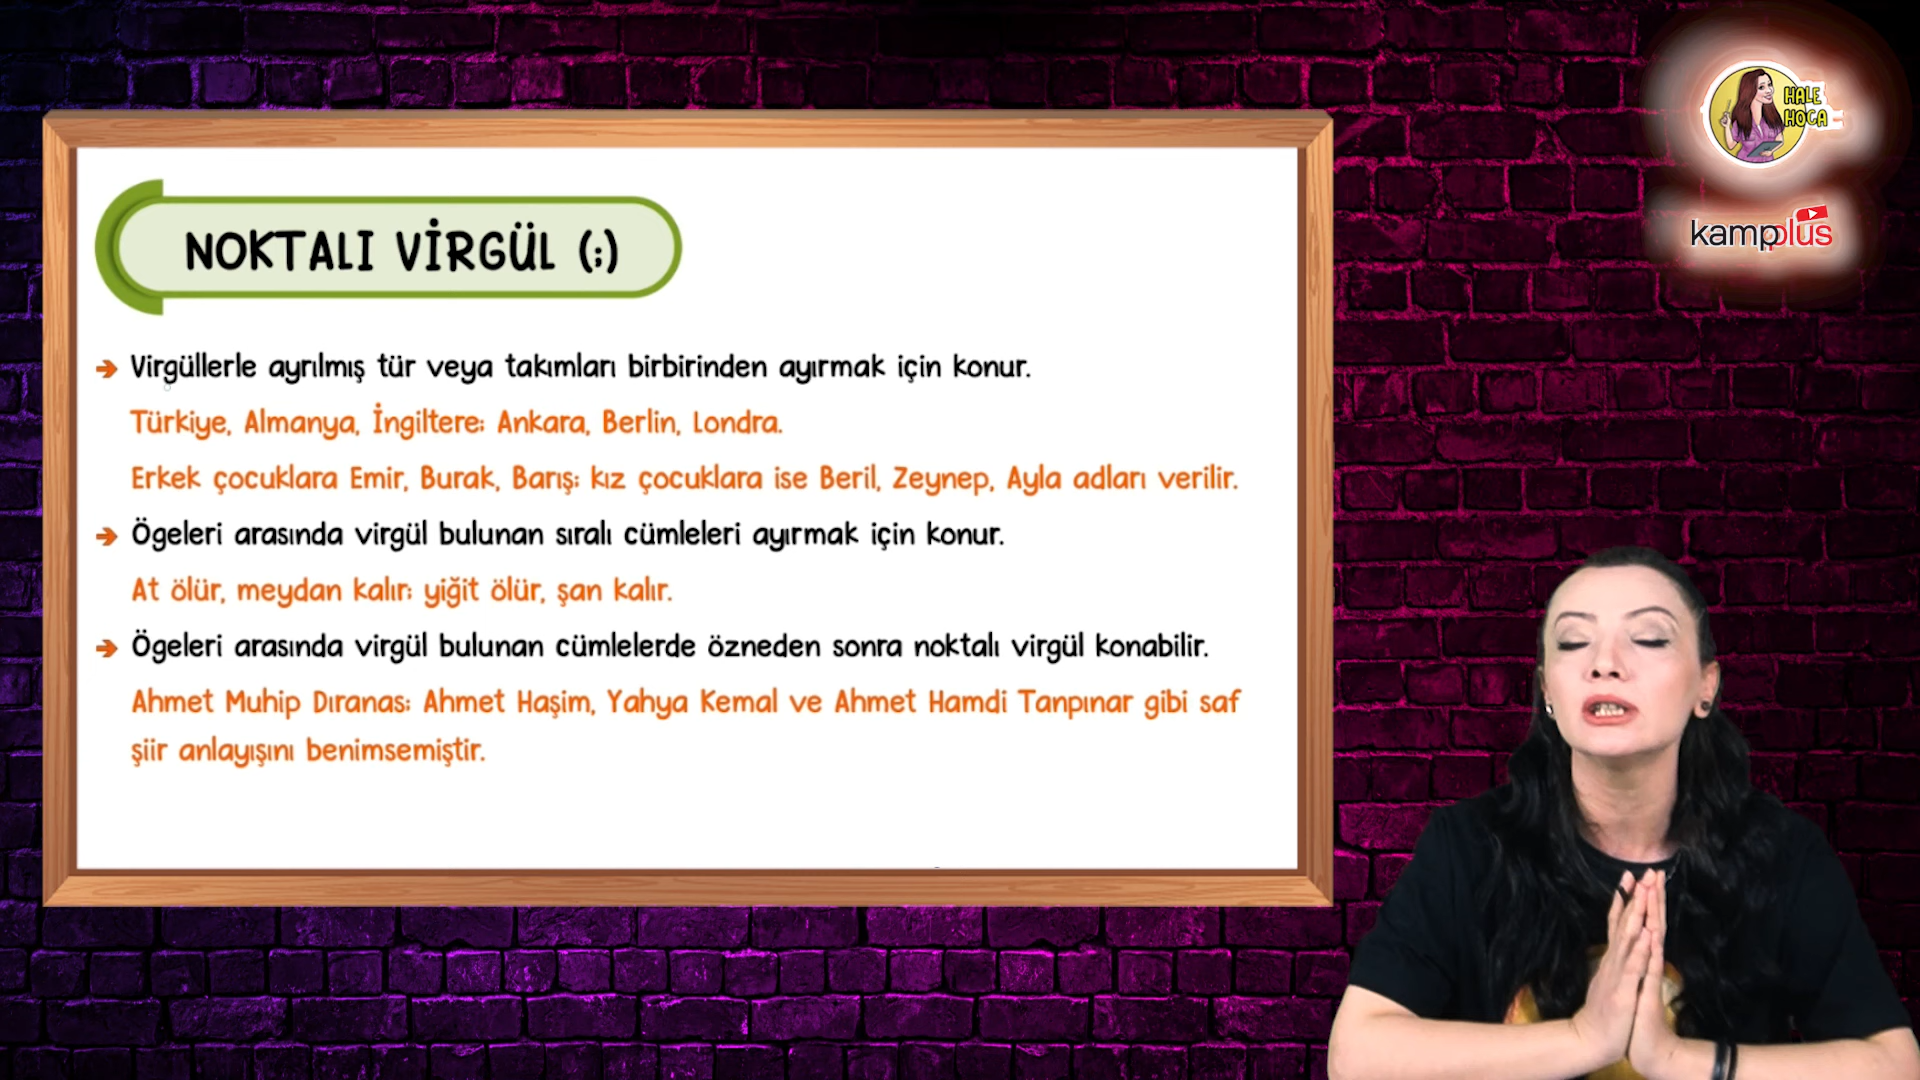 HALE
HOCA
kampplus
NOKTALI VİRGÜL (;)
➔ Virgüllerle ayrılmış tür veya takımları birbirinden ayırmak için konur.
Türkiye, Almanya, İngiltere; Ankara, Berlin, Londra.
Erkek çocuklara Emir, Burak, Barış; kız çocuklara ise Beril, Zeynep, Ayla adları verilir.
➔ Ögeleri arasında virgül bulunan sıralı cümleleri ayırmak için konur.
At ölür, meydan kalır; yiğit ölür, şan kalır.
➔ Ögeleri arasında virgül bulunan cümlelerde özneden sonra noktalı virgül konabilir.
Ahmet Muhip Dıranas; Ahmet Haşim, Yahya Kemal ve Ahmet Hamdi Tanpınar gibi saf
şiir anlayışını benimsemiştir.